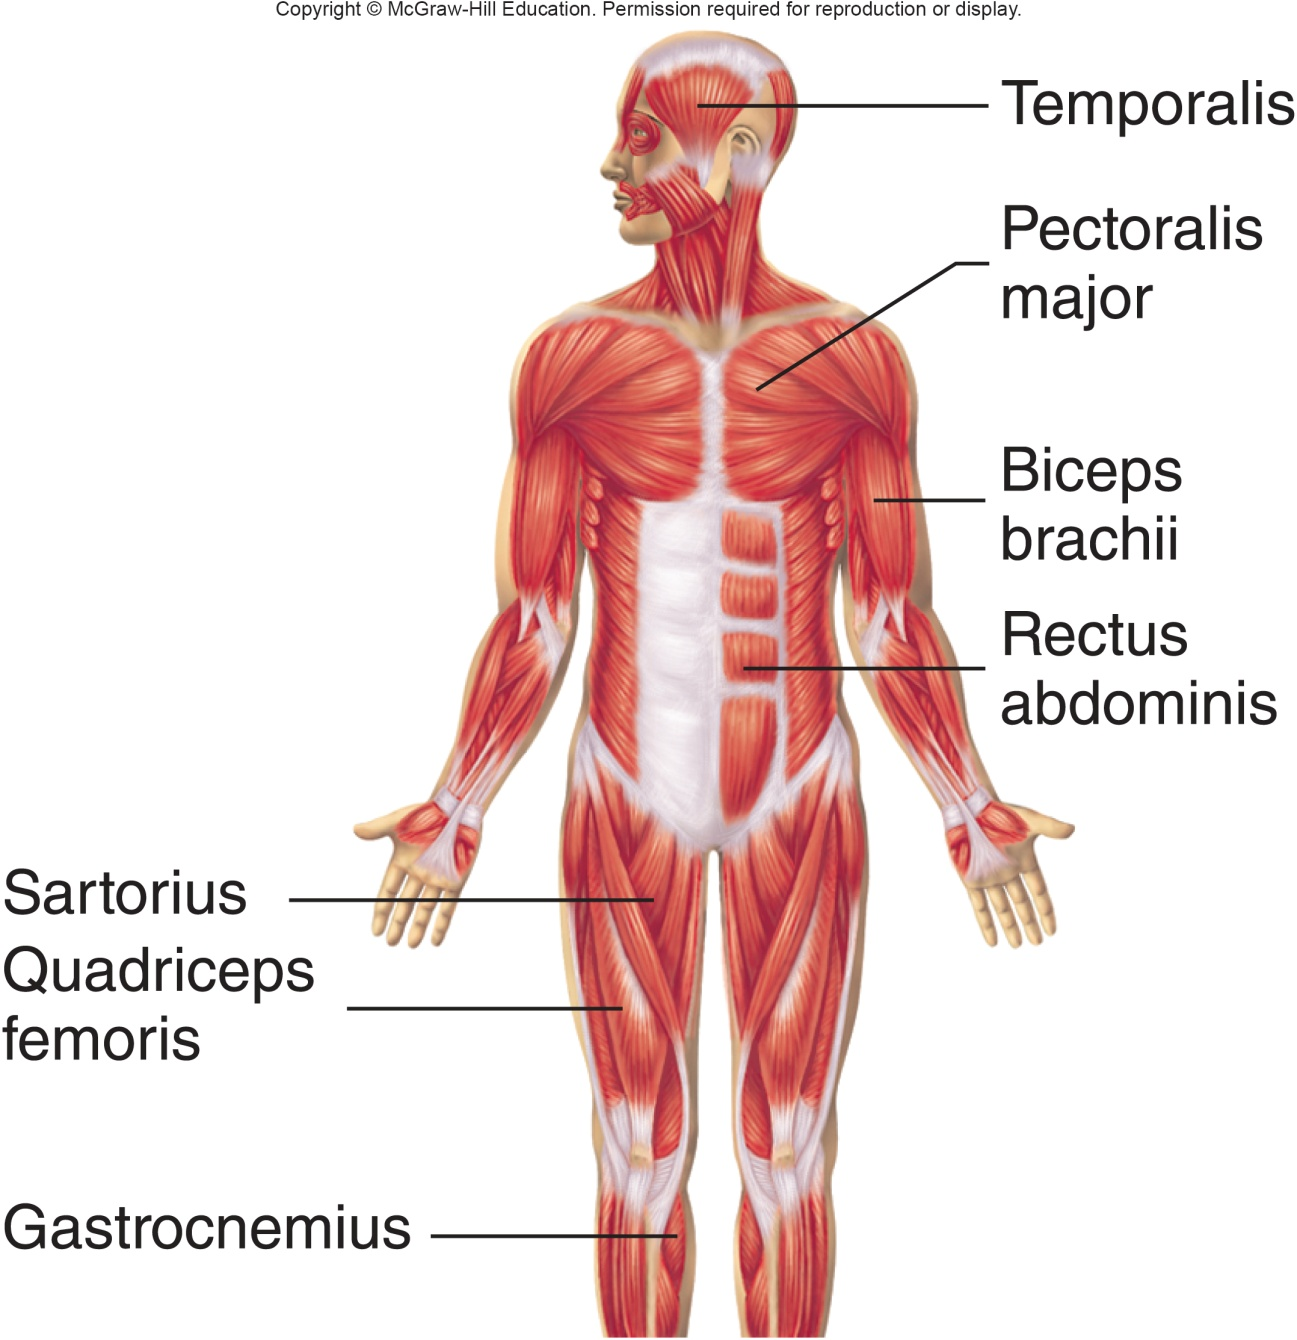 Copyright © McGraw-Hill Education. Permission required for reproduction or display.
Temporalis
Pectoralis
major
Biceps
brachii
Rectus
abdominis
Sartorius
Quadriceps
femoris
Gastrocnemius